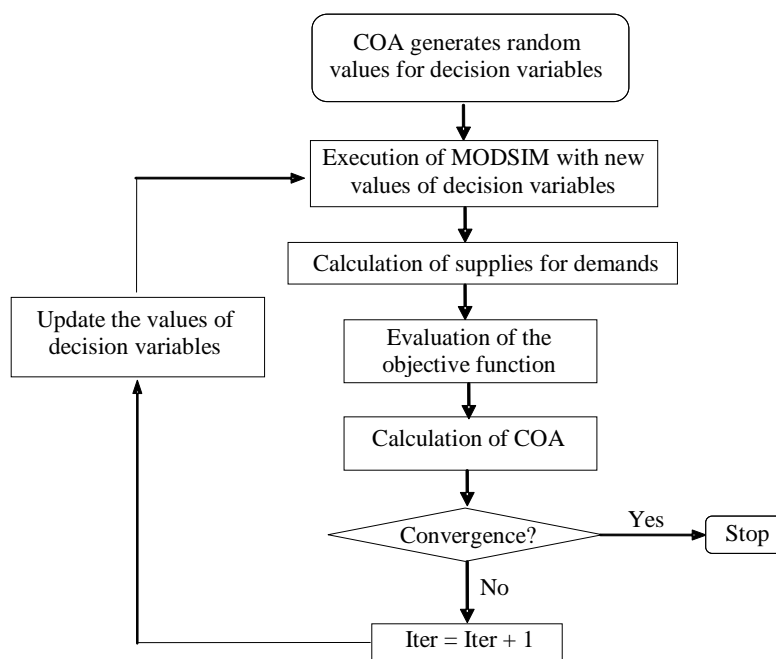 COA generates random
values for decision variables
Execution of MODSIM with new
values of decision variables
Calculation of supplies for demands
Update the values of
decision variables
Evaluation of the
objective function
Calculation of COA
Convergence?
Yes
Stop
No
Iter = Iter + 1